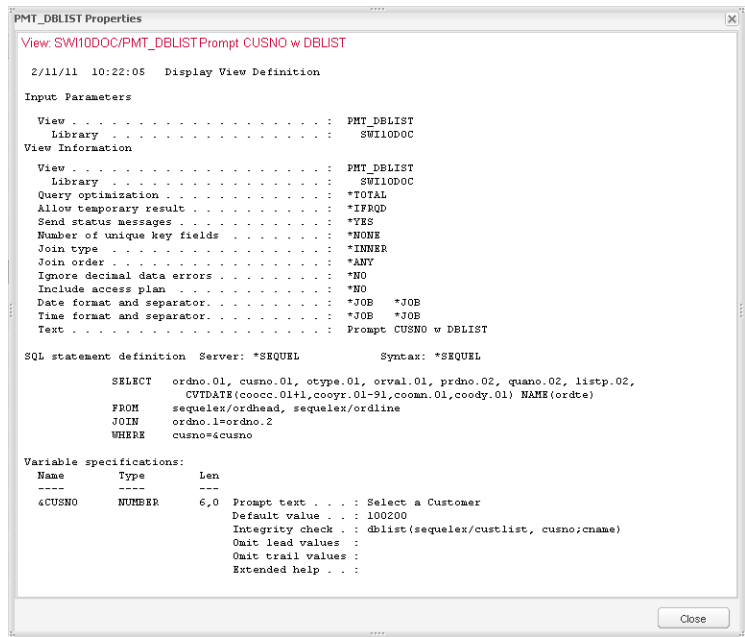 PMT_DBLIST Properties
View: SWI10DOC/PMT_DBLIST Prompt CUSNO w DBLIST
2/11/11 10:22:05 Display View Definition
Input Parameters
View . . . . . . . . . . . . . . . . . . . : PMT_DBLIST
Library . . . . . . . . . . . . . . . . : SWI10DOC
View Information
View . . . . . . . . . . . . . . . . . . . : PMT_DBLIST
Library . . . . . . . . . . . . . . . . : SWI10DOC
Query optimization . . . . . . . . . . . . : *TOTAL
Allow temporary result . . . . . . . . . . : *IFRQD
Send status messages . . . . . . . . . . . : *YES
Number of unique key fields . . . . . . . : *NONE
Join type . . . . . . . . . . . . . . . . : *INNER
Join order . . . . . . . . . . . . . . . . : *ANY
Ignore decimal data errors . . . . . . . . : *NO
Include access plan . . . . . . . . . . . : *NO
Date format and separator. . . . . . . . . : *JOB *JOB
Time format and separator. . . . . . . . . : *JOB *JOB
Text . . . . . . . . . . . . . . . . . . . : Prompt CUSNO w DBLIST
SQL statement definition Server: *SEQUEL Syntax: *SEQUEL
SELECT ordno.01, cusno.01, otype.01, orval.01, prdno.02, quano.02, listp.02,
CVTDATE(coocc.01+1,cooyr.01-91,coomn.01,coody.01) NAME(ordte)
FROM sequelex/ordhead, sequelex/ordline
JOIN ordno.1=ordno.2
WHERE cusno=&cusno
Variable specifications:
Name Type Len
---- ---- ---
&CUSNO NUMBER 6,0 Prompt text . . . : Select a Customer
Default value . . : 100200
Integrity check . : dblist(sequelex/custlist, cusno;cname)
Omit lead values :
Omit trail values :
Extended help . . :
Close